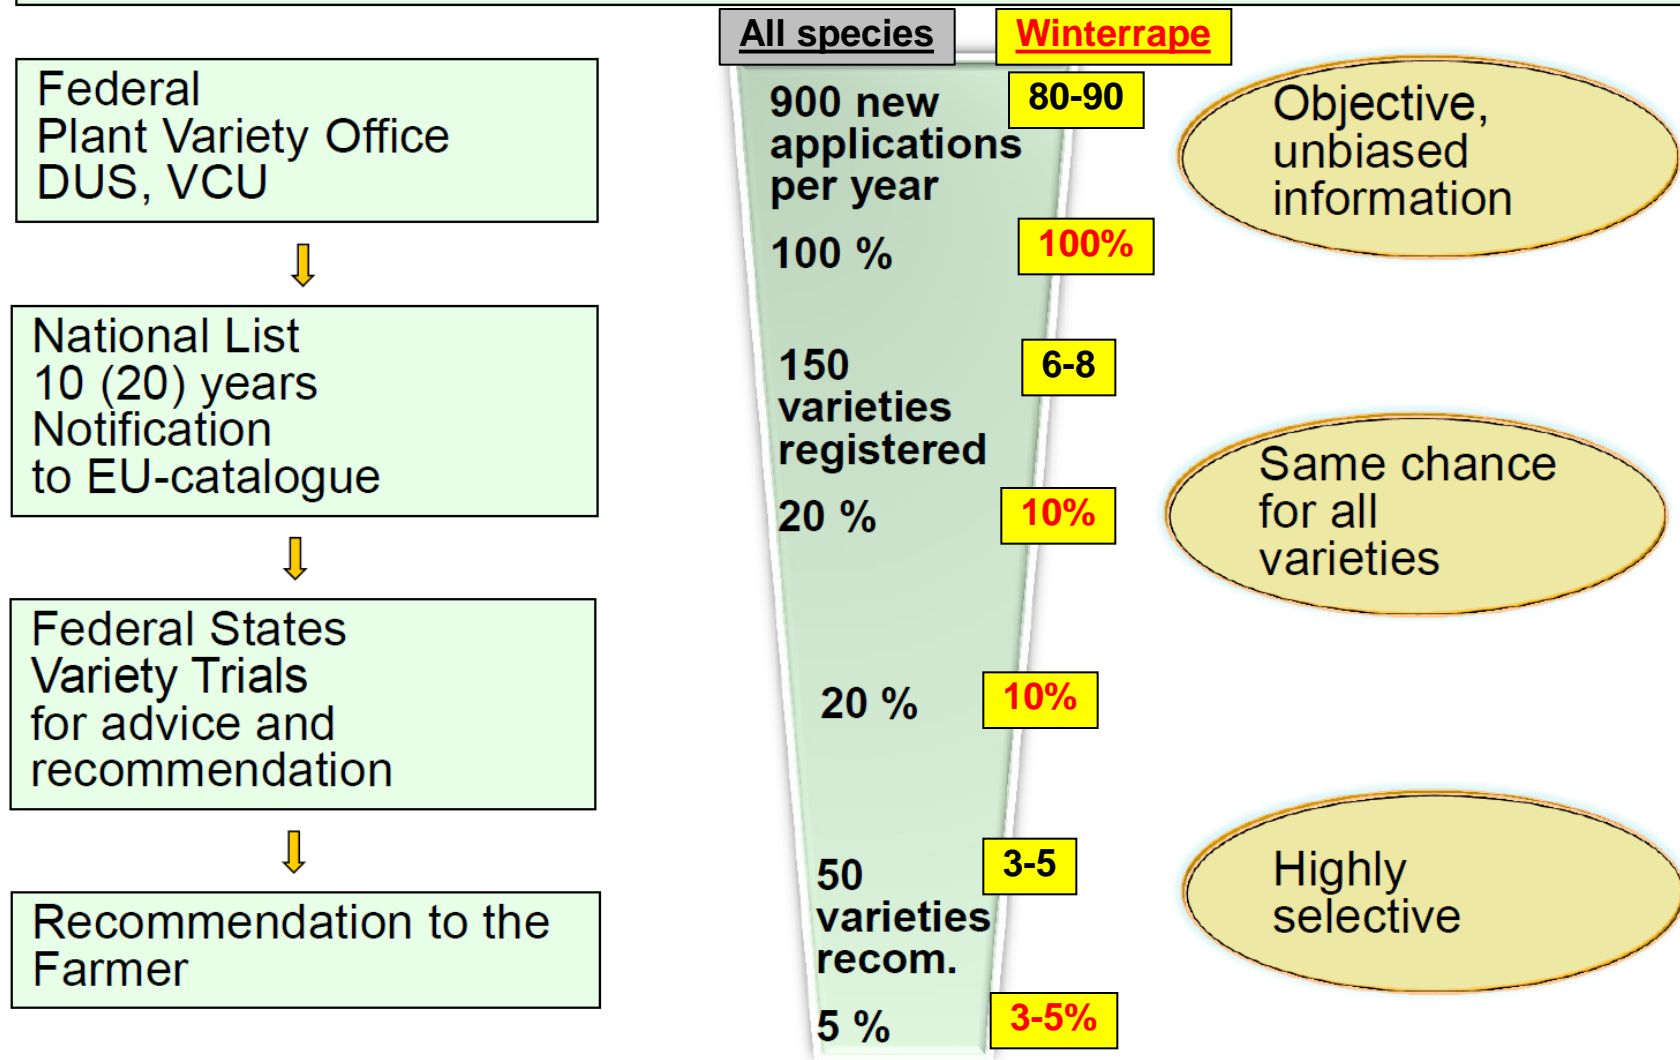 All species
Winterrape
Federal
Plant Variety Office
DUS, VCU
900 new
applications
per year
80-90
100 %
100%
Objective,
unbiased
information
National List
10 (20) years
Notification
to EU-catalogue
150
varieties
registered
6-8
20 %
10%
Same chance
for all
varieties
Federal States
Variety Trials
for advice and
recommendation
20 %
10%
Recommendation to the
Farmer
50
varieties
recom.
3-5
5 %
3-5%
Highly
selective